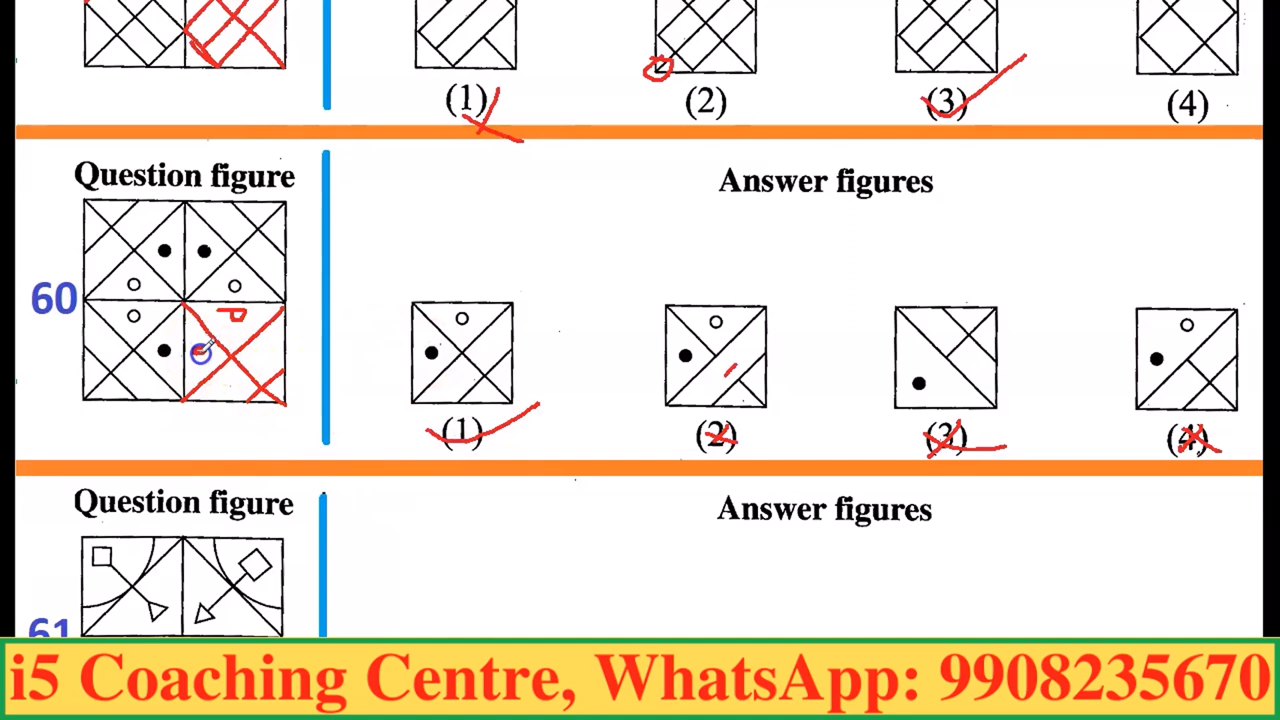 (1)
(2)
(3)
(4)
Question figure
Answer figures
60
(1)
(2)
(3)
(4)
Question figure
Answer figures
61
i5 Coaching Centre, WhatsApp: 9908235670